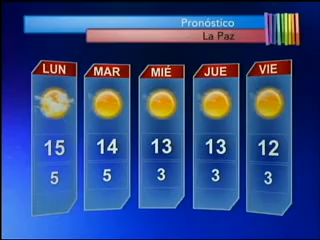 Pronóstico
La Paz
LUN MAR MIÉ JUE VIE
15 14 13 13 12
5 5 3 3 3